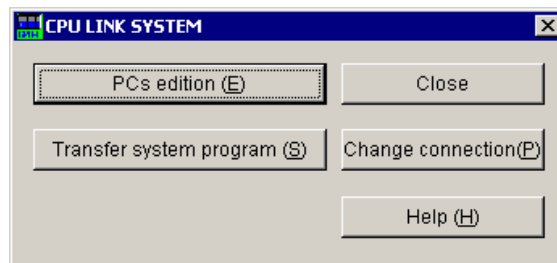 CPU LINK SYSTEM
PCs edition (E)
Close
Transfer system program (S)
Change connection(P)
Help (H)